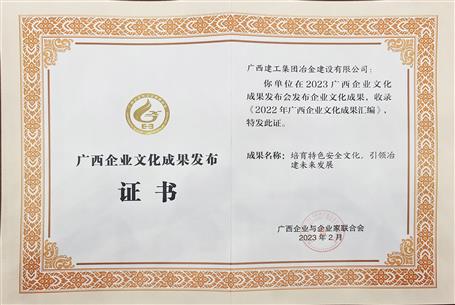 广西企业文化成果发布
证书
广西建工集团冶金建设有限公司：
你单位在2023广西企业文化
成果发布会发布企业文化成果，收录
《2022年广西企业文化成果汇编》，
特发此证。
成果名称：培育特色安全文化，引领冶
建未来发展
广西企业与企业家联合会
2023年2月